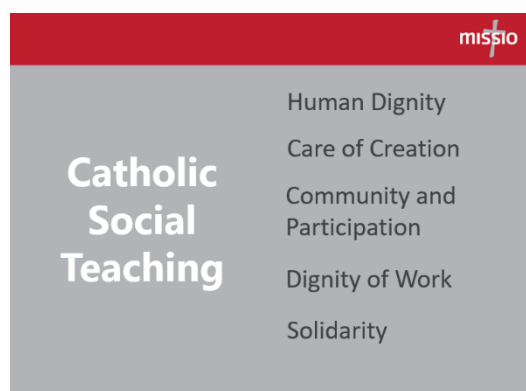 missio
Catholic
Social
Teaching
Human Dignity
Care of Creation
Community and
Participation
Dignity of Work
Solidarity